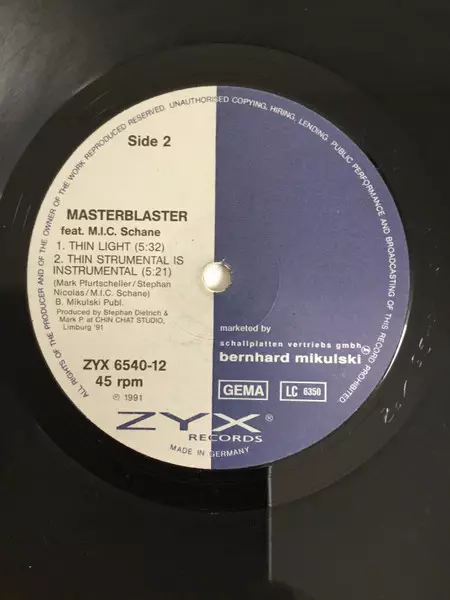 ALL RIGHTS OF THE PRODUCER AND OF THE OWNER OF THE WORK REPRODUCED RESERVED. UNAUTHORISED COPYING, HIRING, LENDING, PUBLIC PERFORMANCE AND BROADCASTING OF THIS RECORD PROHIBITED.
Side 2
MASTERBLASTER
feat. M.I.C. Schane
1. THIN LIGHT (5:32)
2. THIN STRUMENTAL IS
INSTRUMENTAL (5:21)
(Mark Pfurtscheller/Stephan
Nicolas/M.I.C. Schane)
B. Mikulski Publ.
Produced by Stephan Dietrich &
Mark P. at CHIN CHAT STUDIO,
Limburg '91
ZYX 6540-12
45 rpm
℗ 1991
marketed by
schallplatten vertriebs gmbh
bernhard mikulski
GEMA
LC 6350
ZYX®
RECORDS
MADE IN GERMANY